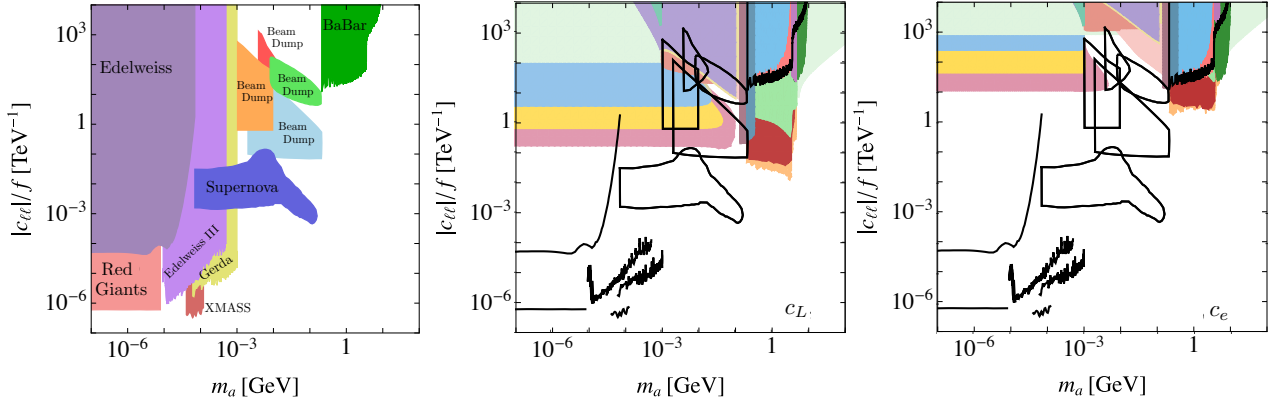 10³
1
10⁻³
10⁻⁶
|c_ℓℓ|/f [TeV⁻¹]
Edelweiss
Red
Giants
Edelweiss III
Gerda
XMASS
Beam
Dump
Beam
Dump
Beam
Dump
Beam
Dump
BaBar
Supernova
10⁻⁶
10⁻³
1
m_a [GeV]
10³
1
10⁻³
10⁻⁶
|c_ℓℓ|/f [TeV⁻¹]
c_L
10⁻⁶
10⁻³
1
m_a [GeV]
10³
1
10⁻³
10⁻⁶
|c_ℓℓ|/f [TeV⁻¹]
c_e
10⁻⁶
10⁻³
1
m_a [GeV]